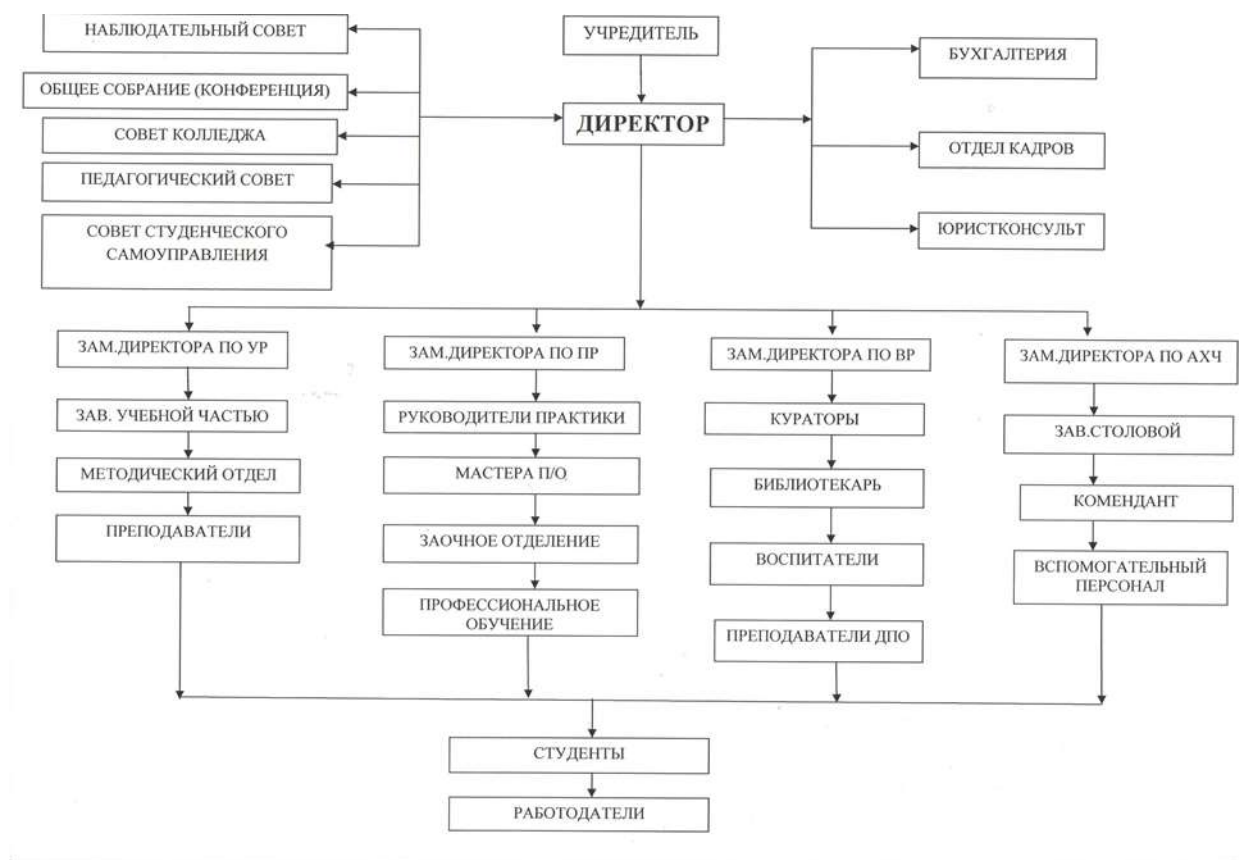 НАБЛЮДАТЕЛЬНЫЙ СОВЕТ
ОБЩЕЕ СОБРАНИЕ (КОНФЕРЕНЦИЯ)
СОВЕТ КОЛЛЕДЖА
ПЕДАГОГИЧЕСКИЙ СОВЕТ
СОВЕТ СТУДЕНЧЕСКОГО
САМОУПРАВЛЕНИЯ
УЧРЕДИТЕЛЬ
ДИРЕКТОР
БУХГАЛТЕРИЯ
ОТДЕЛ КАДРОВ
ЮРИСТКОНСУЛЬТ
ЗАМ.ДИРЕКТОРА ПО УР
ЗАВ. УЧЕБНОЙ ЧАСТЬЮ
МЕТОДИЧЕСКИЙ ОТДЕЛ
ПРЕПОДАВАТЕЛИ
ЗАМ.ДИРЕКТОРА ПО ПР
РУКОВОДИТЕЛИ ПРАКТИКИ
МАСТЕРА П/О
ЗАОЧНОЕ ОТДЕЛЕНИЕ
ПРОФЕССИОНАЛЬНОЕ
ОБУЧЕНИЕ
ЗАМ.ДИРЕКТОРА ПО ВР
КУРАТОРЫ
БИБЛИОТЕКАРЬ
ВОСПИТАТЕЛИ
ПРЕПОДАВАТЕЛИ ДПО
ЗАМ.ДИРЕКТОРА ПО АХЧ
ЗАВ.СТОЛОВОЙ
КОМЕНДАНТ
ВСПОМОГАТЕЛЬНЫЙ
ПЕРСОНАЛ
СТУДЕНТЫ
РАБОТОДАТЕЛИ